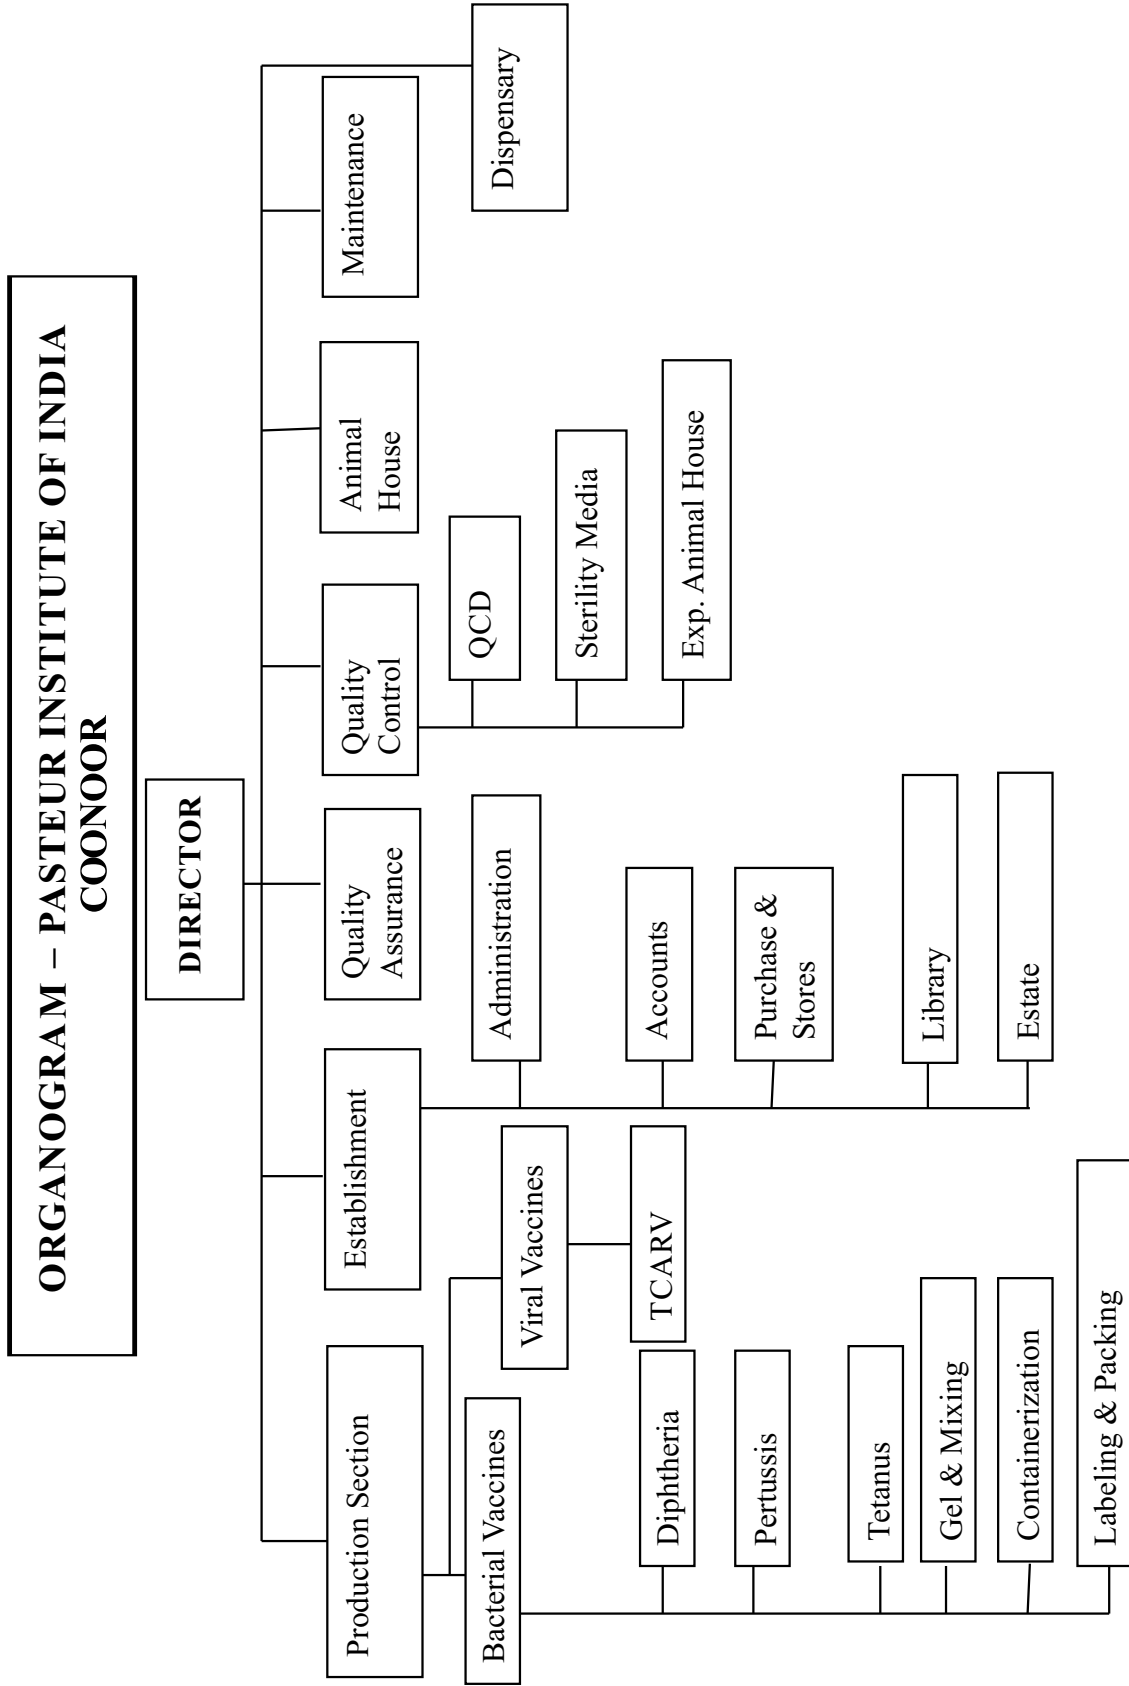 ORGANOGRAM – PASTEUR INSTITUTE OF INDIA
COONOOR
DIRECTOR
Production Section
Establishment
Quality
Assurance
Quality
Control
Animal
House
Maintenance
Dispensary
Bacterial Vaccines
Viral Vaccines
TCARV
Diphtheria
Pertussis
Tetanus
Gel & Mixing
Containerization
Labeling & Packing
Administration
Accounts
Purchase &
Stores
Library
Estate
QCD
Sterility Media
Exp. Animal House